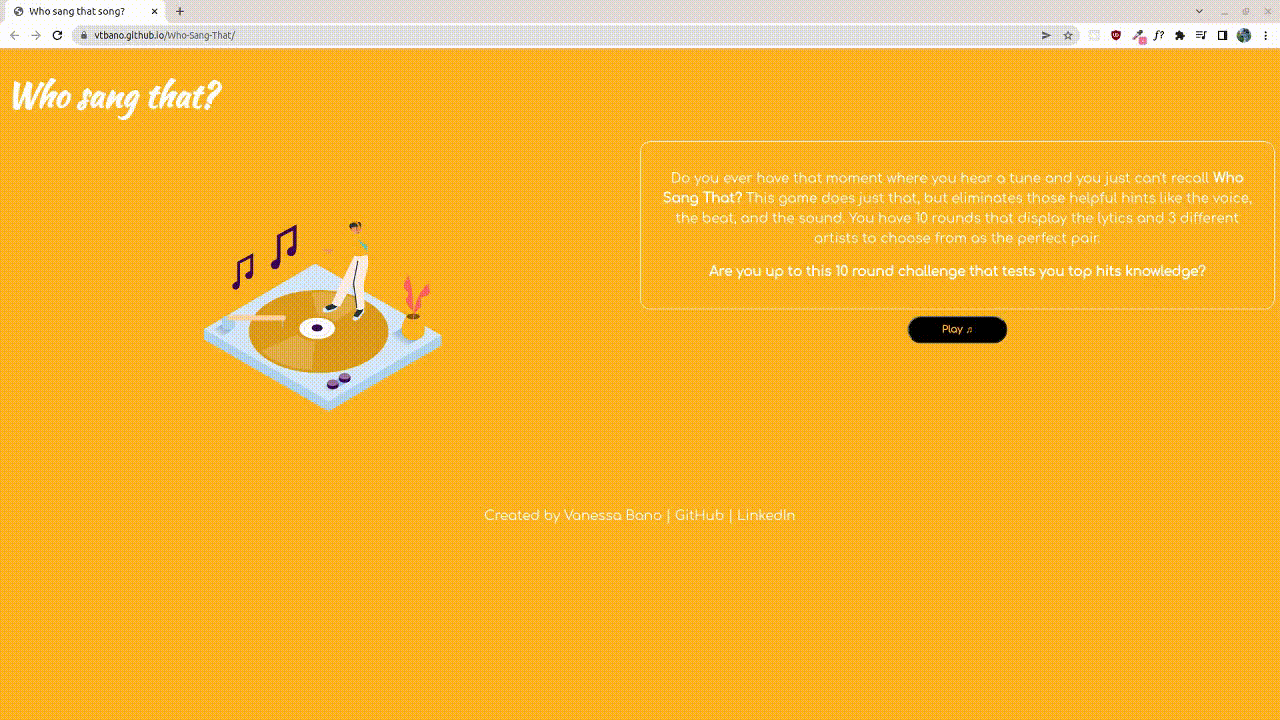 Who sang that song?
vtbano.github.io/Who-Sang-That/
f?
Who sang that?
Do you ever have that moment where you hear a tune and you just can't recall Who
Sang That? This game does just that, but eliminates those helpful hints like the voice,
the beat, and the sound. You have 10 rounds that display the lytics and 3 different
artists to choose from as the perfect pair.
Are you up to this 10 round challenge that tests you top hits knowledge?
Play ♫
Created by Vanessa Bano | GitHub | LinkedIn